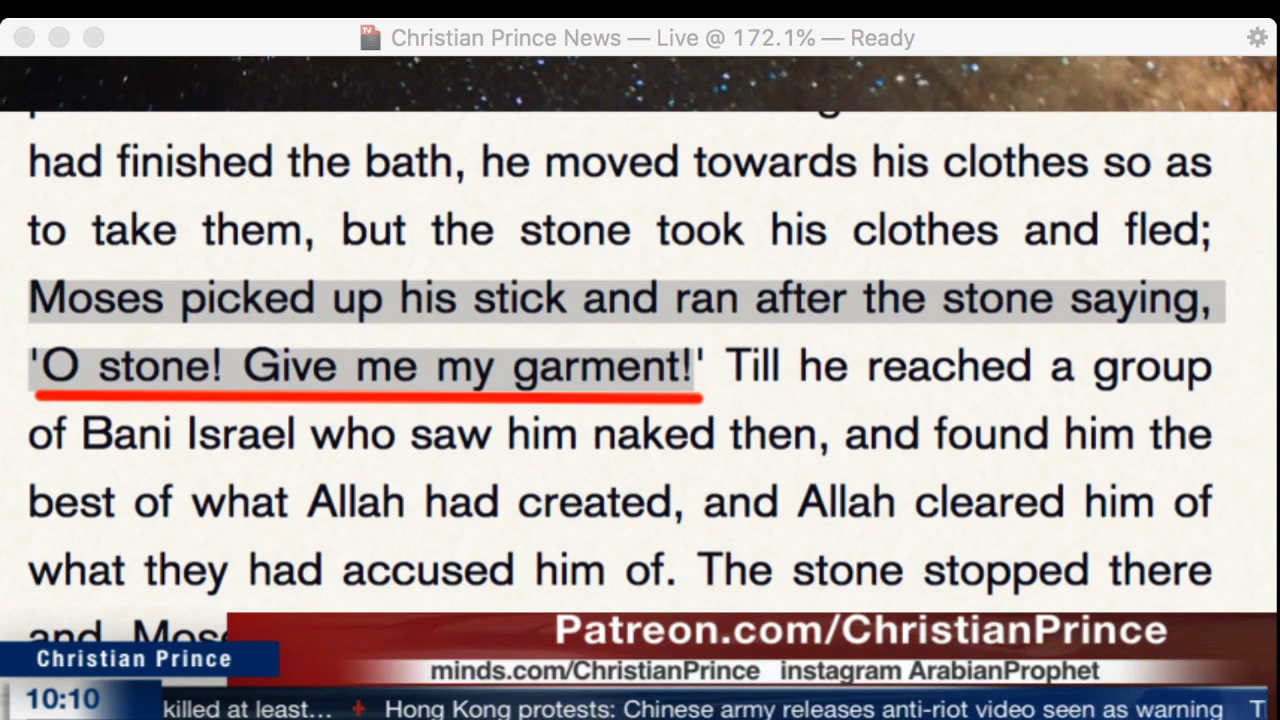 Christian Prince News — Live @ 172.1% — Ready
had finished the bath, he moved towards his clothes so as
to take them, but the stone took his clothes and fled;
Moses picked up his stick and ran after the stone saying,
'O stone! Give me my garment!' Till he reached a group
of Bani Israel who saw him naked then, and found him the
best of what Allah had created, and Allah cleared him of
what they had accused him of. The stone stopped there
and
Patreon.com/ChristianPrince
Christian Prince
minds.com/ChristianPrince instagram ArabianProphet
10:10
killed at least... + Hong Kong protests: Chinese army releases anti-riot video seen as warning T